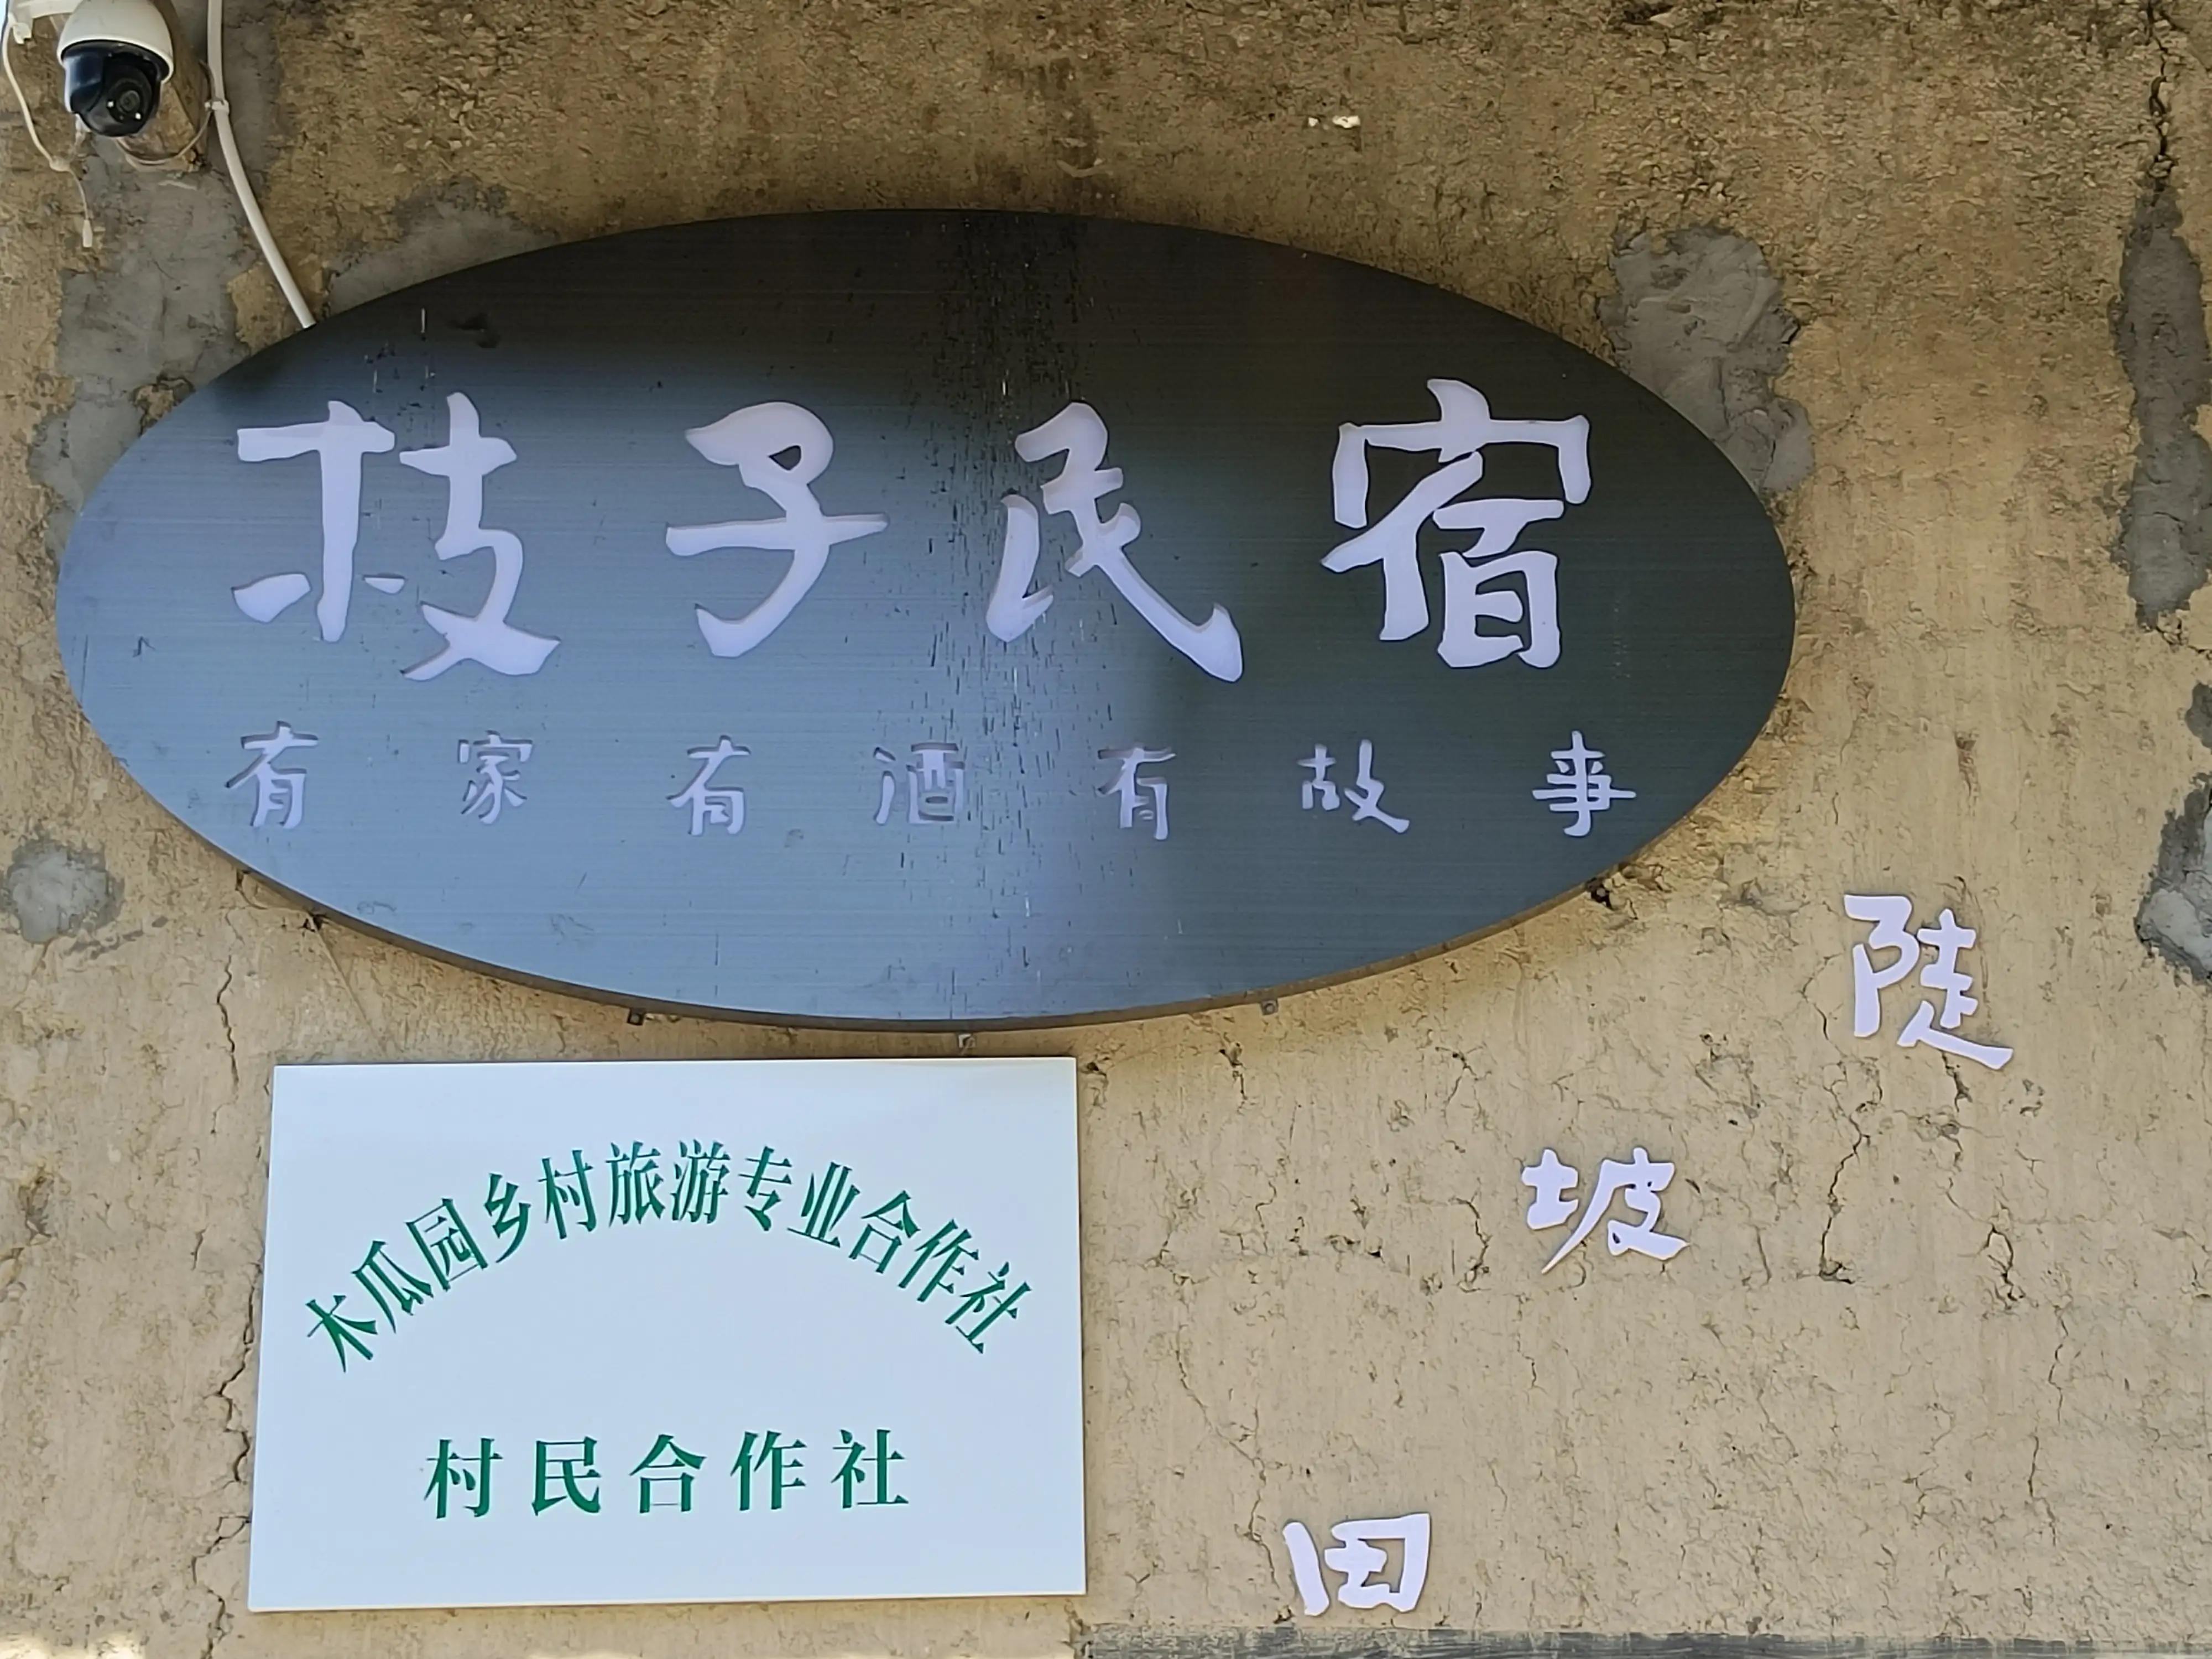 枝子民宿
有家有酒有故事
陡
坡
田
木瓜园乡村旅游专业合作社
村民合作社